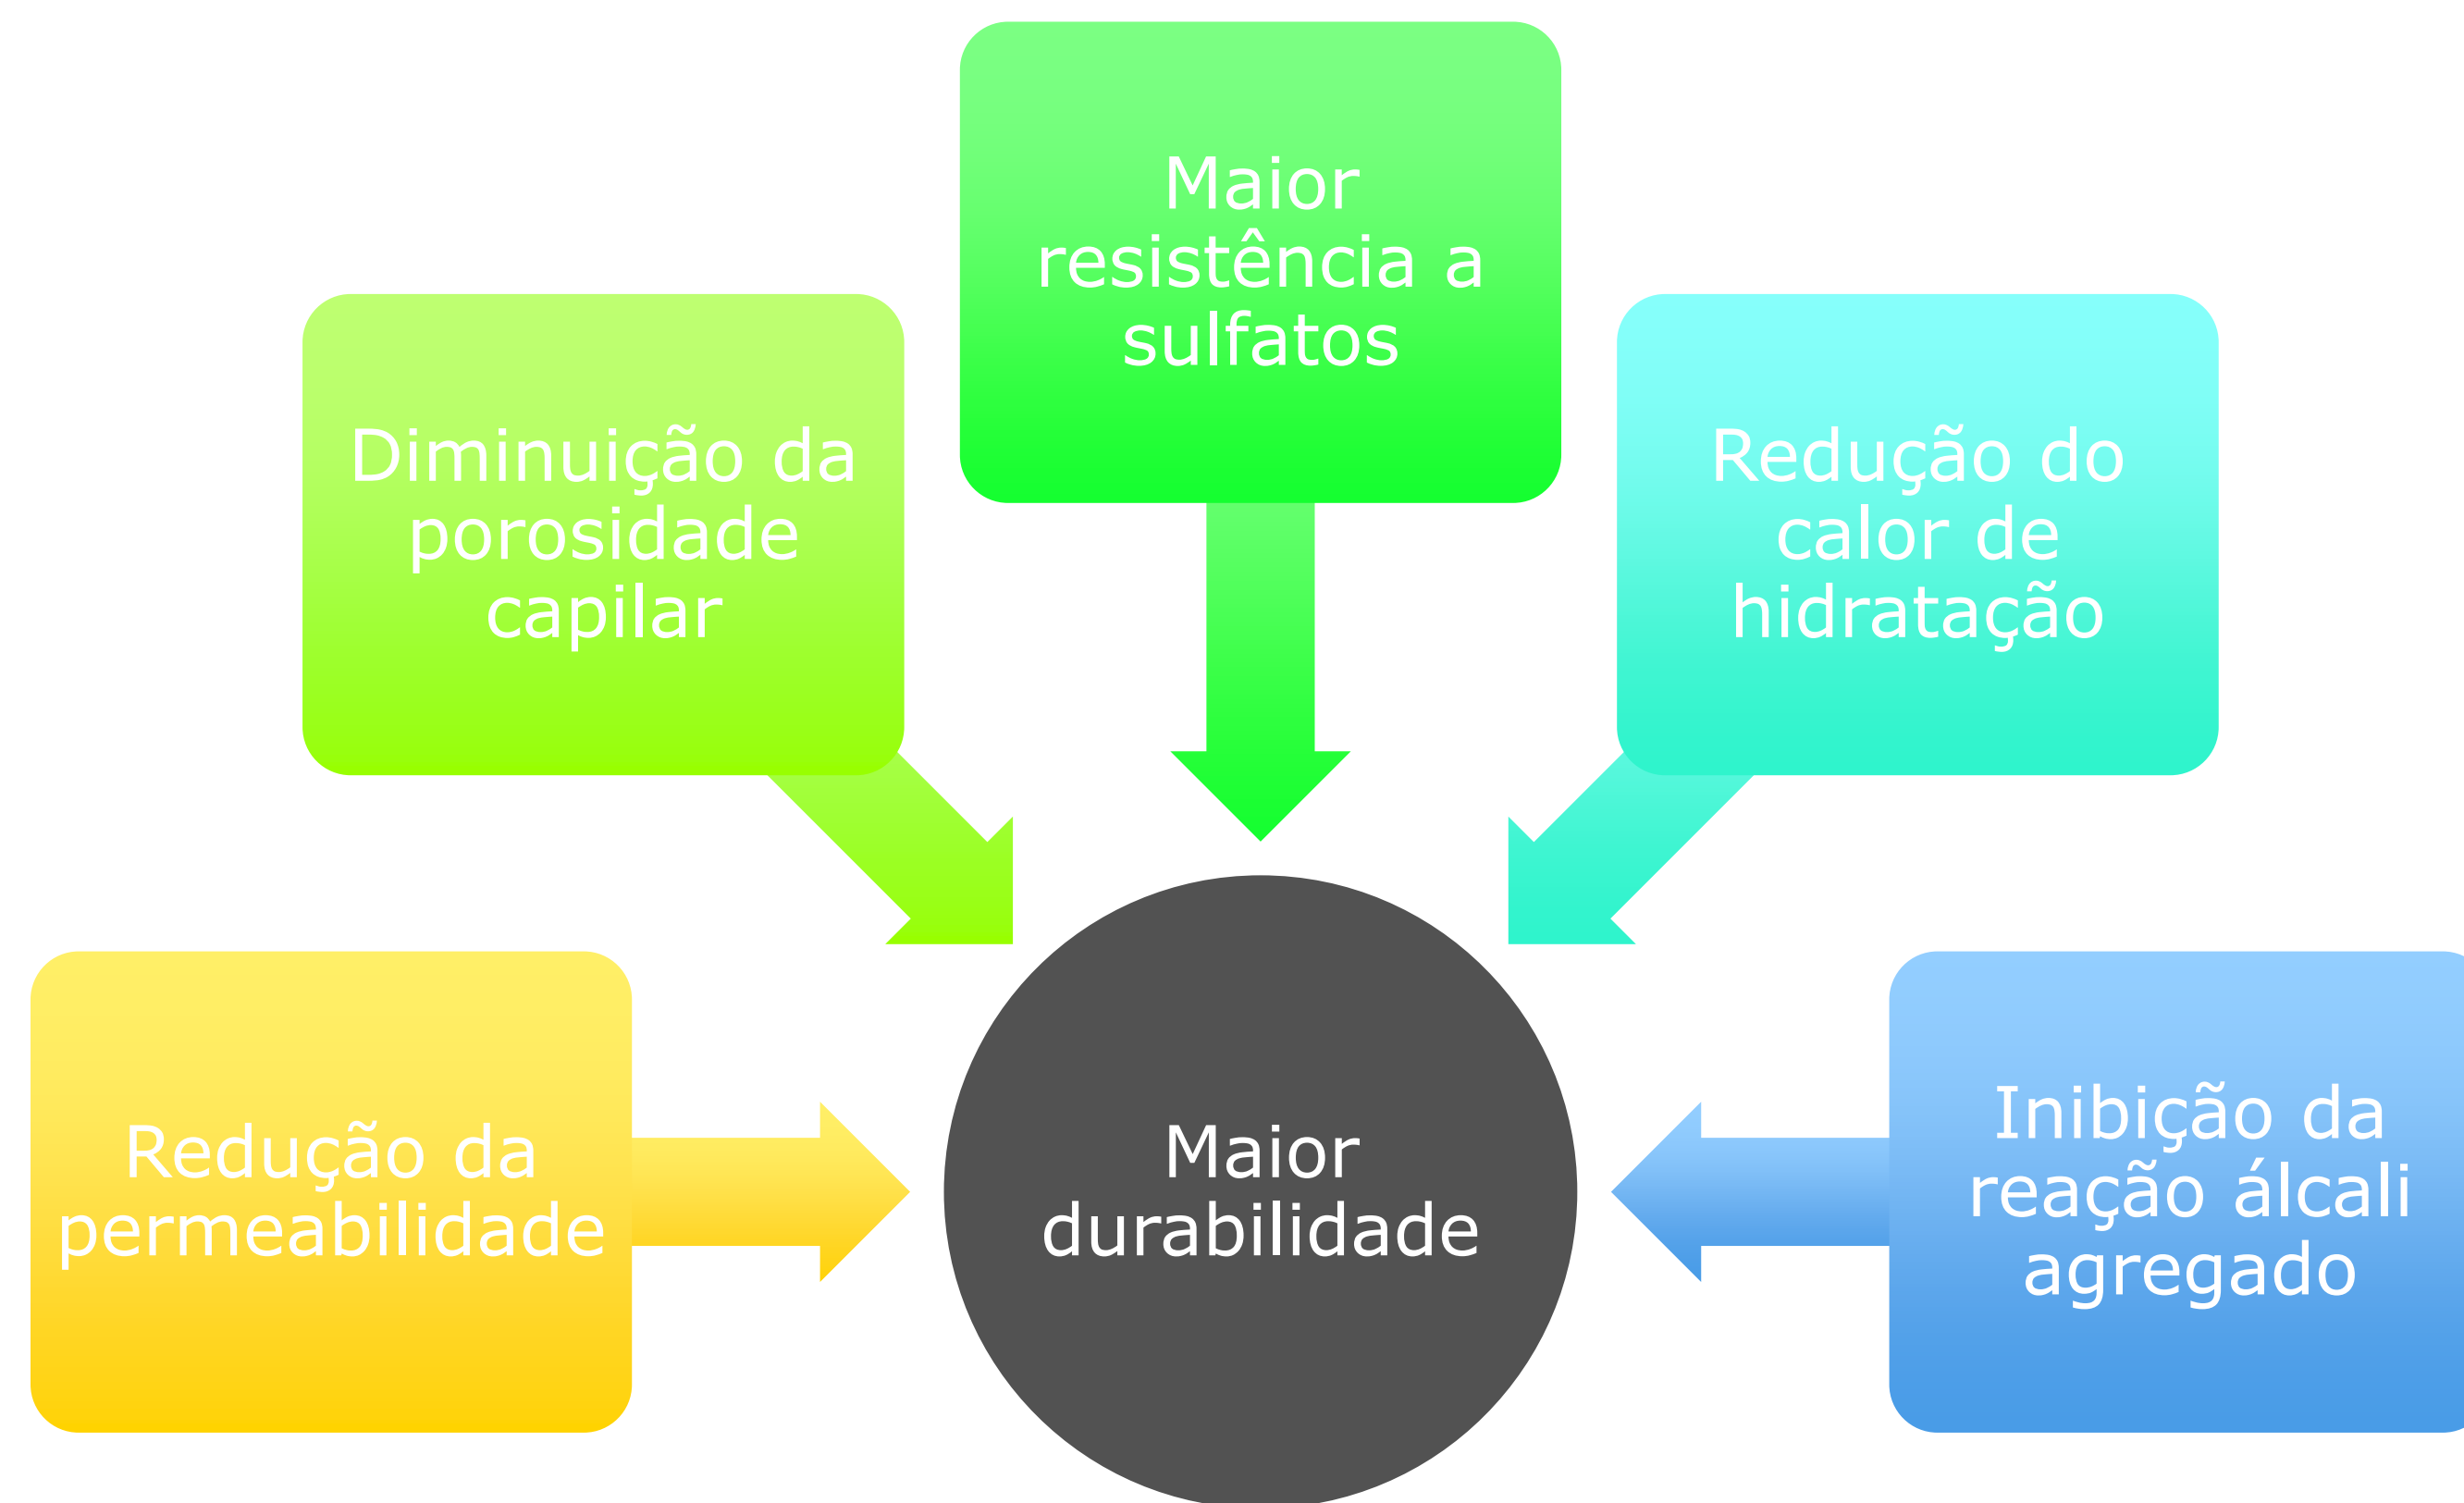 Maior
resistência a
sulfatos
Diminuição da
porosidade
capilar
Redução do
calor de
hidratação
Redução da
permeabilidade
Maior
durabilidade
Inibição da
reação álcali
agregado